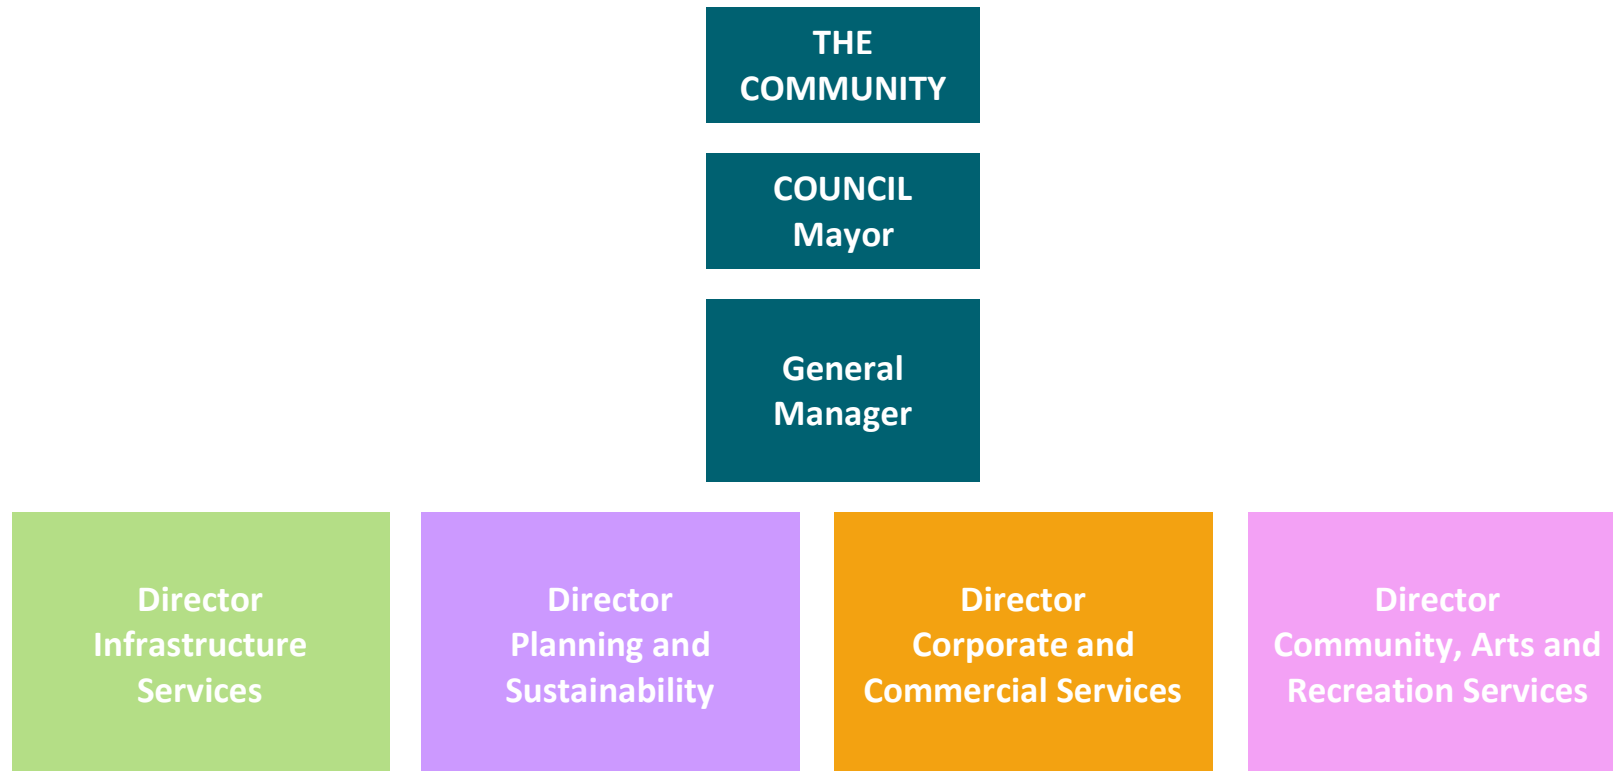 THE
COMMUNITY
COUNCIL
Mayor
General
Manager
Director
Infrastructure
Services
Director
Planning and
Sustainability
Director
Corporate and
Commercial Services
Director
Community, Arts and
Recreation Services